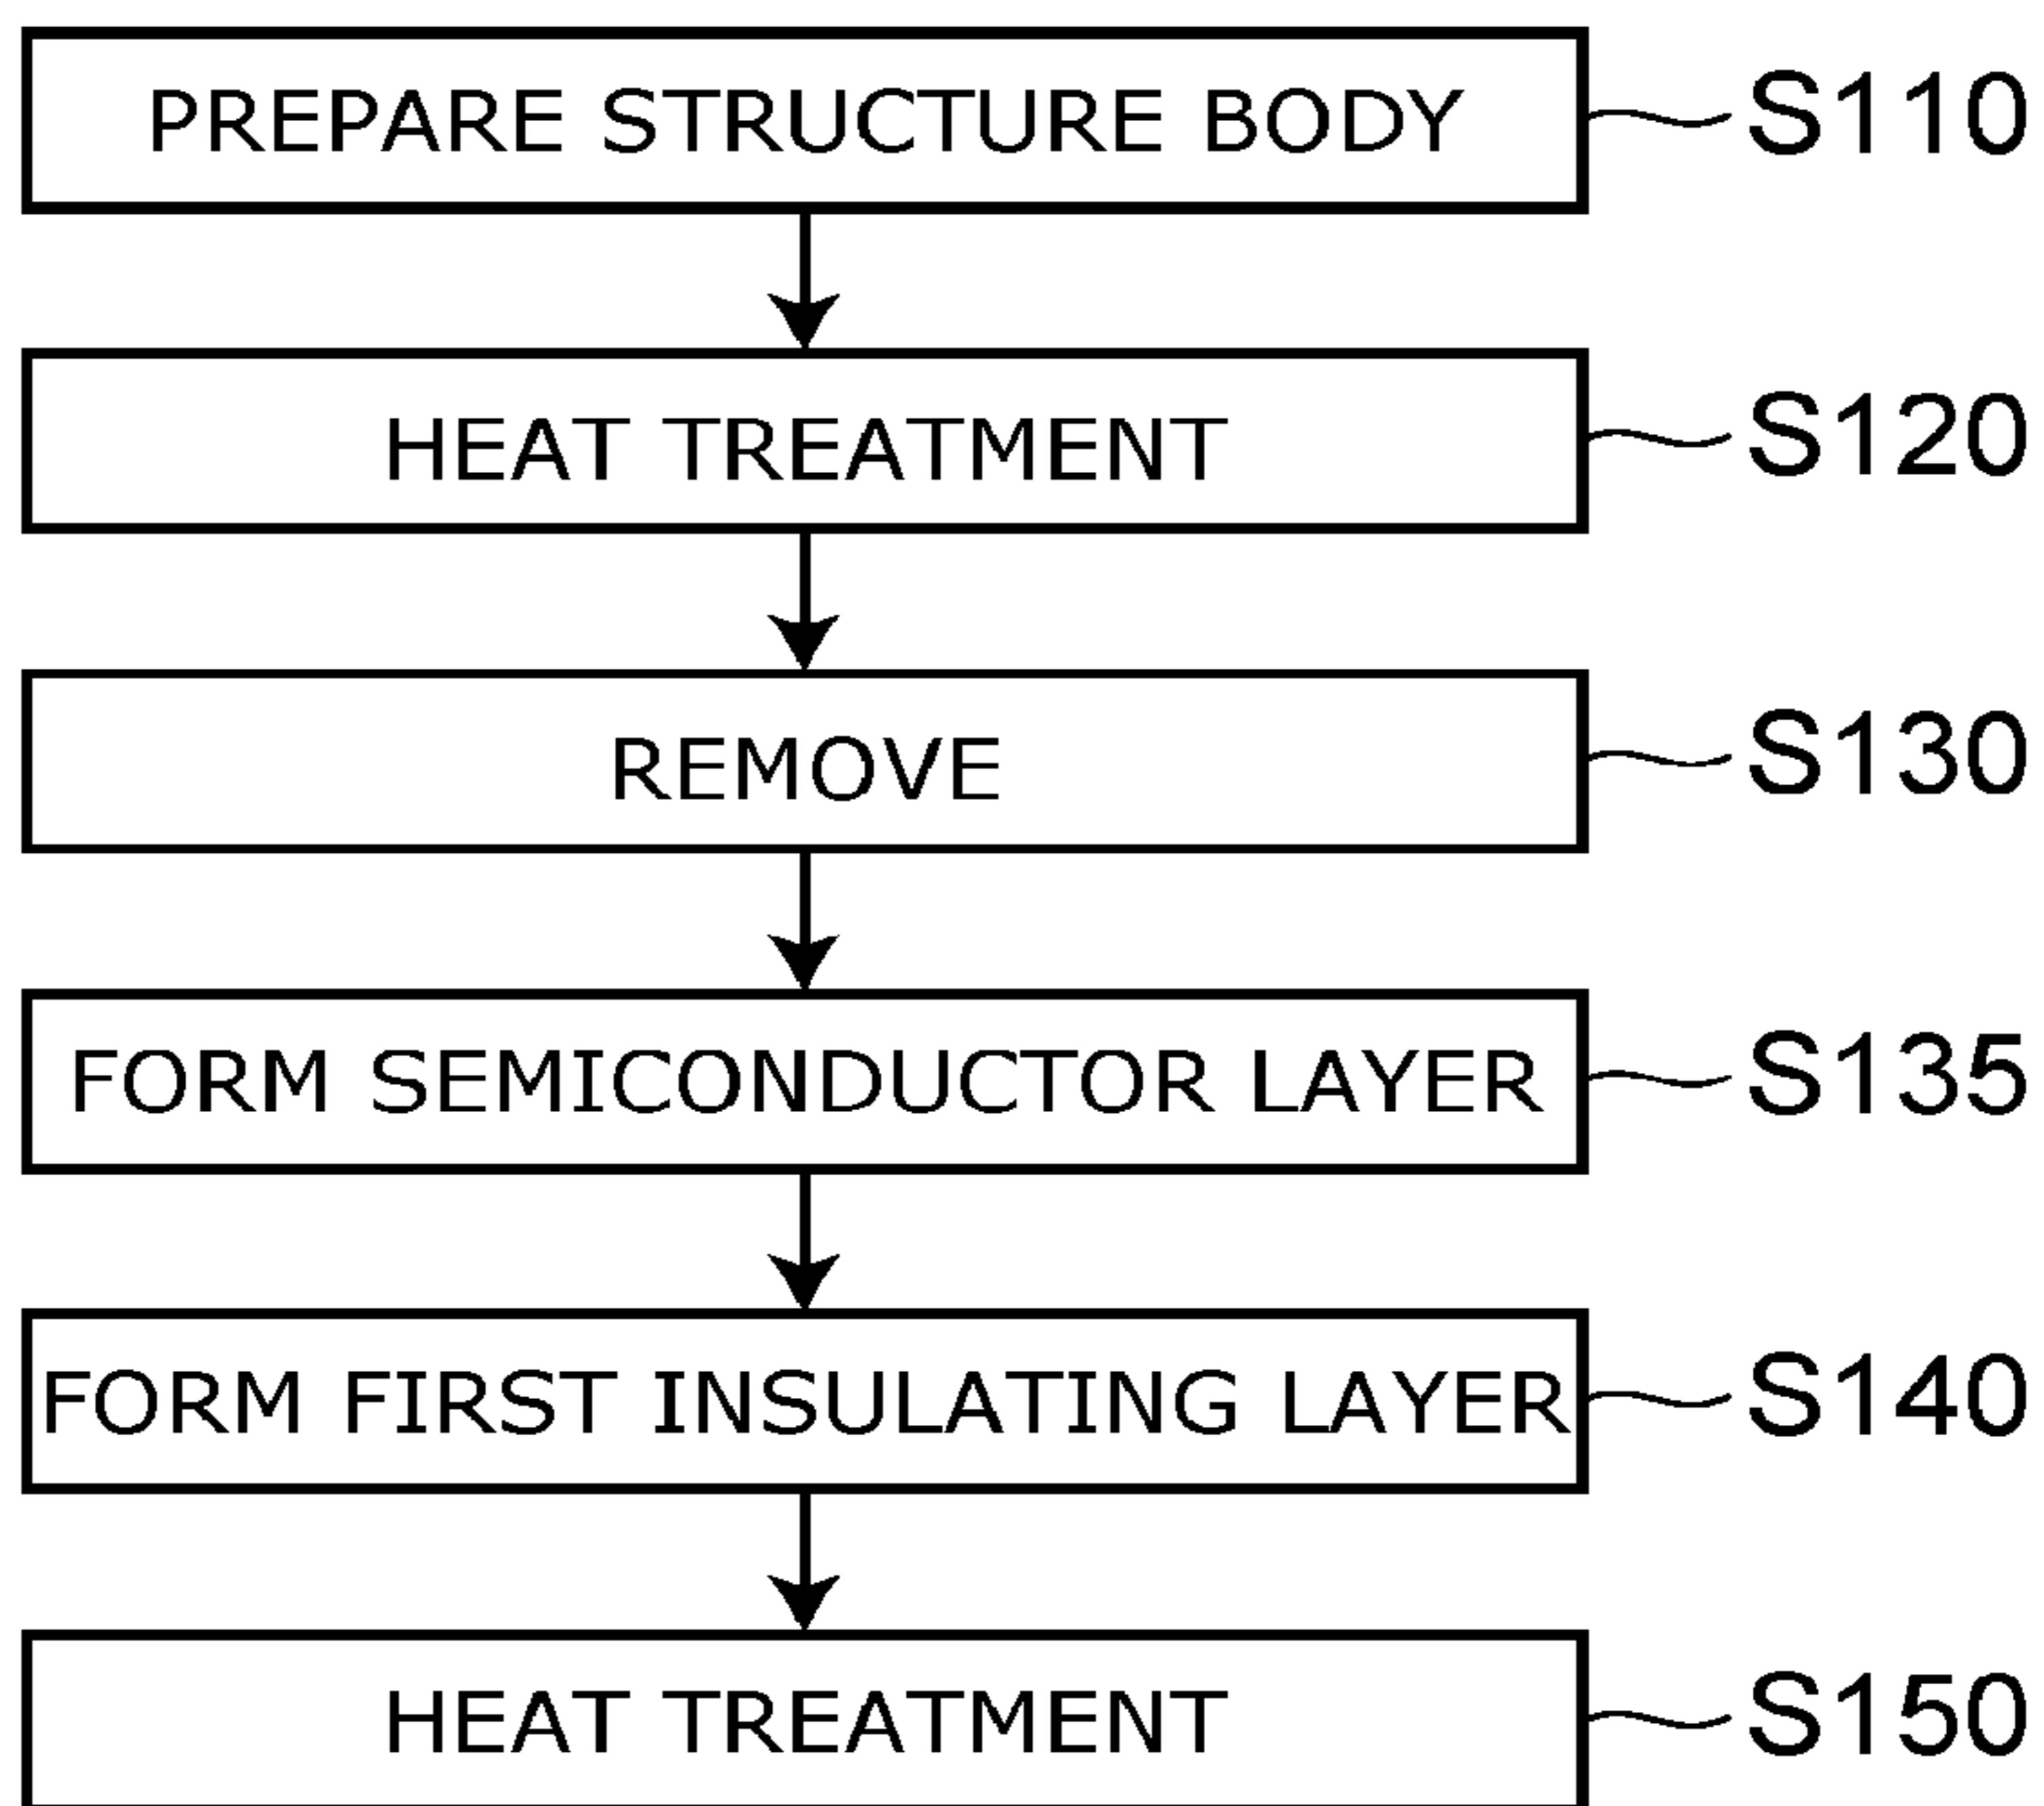 PREPARE STRUCTURE BODY S110
HEAT TREATMENT S120
REMOVE S130
FORM SEMICONDUCTOR LAYER S135
FORM FIRST INSULATING LAYER S140
HEAT TREATMENT S150